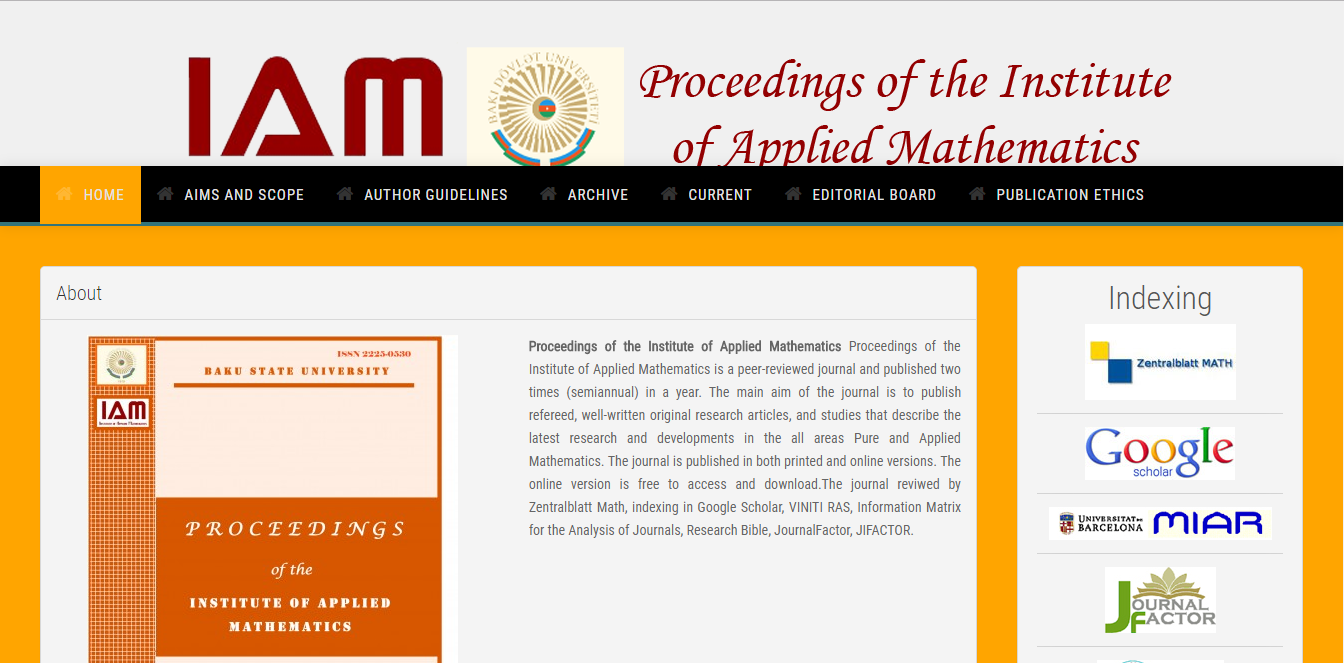 IAM
BAKI DÖVLƏT UNIVERSITETI
Proceedings of the Institute
of Applied Mathematics
HOME
AIMS AND SCOPE
AUTHOR GUIDELINES
ARCHIVE
CURRENT
EDITORIAL BOARD
PUBLICATION ETHICS
About
ISSN 2225-0530
BAKU STATE UNIVERSITY
IAM
Institute of Applied Mathematics
PROCEEDINGS
of the
INSTITUTE OF APPLIED
MATHEMATICS
Proceedings of the Institute of Applied Mathematics Proceedings of the
Institute of Applied Mathematics is a peer-reviewed journal and published two
times (semiannual) in a year. The main aim of the journal is to publish
refereed, well-written original research articles, and studies that describe the
latest research and developments in the all areas Pure and Applied
Mathematics. The journal is published in both printed and online versions. The
online version is free to access and download.The journal reviwed by
Zentralblatt Math, indexing in Google Scholar, VINITI RAS, Information Matrix
for the Analysis of Journals, Research Bible, JournalFactor, JIFACTOR.
Indexing
Zentralblatt MATH
Google
scholar
UNIVERSITAT DE
BARCELONA
MIAR
JOURNAL
FACTOR